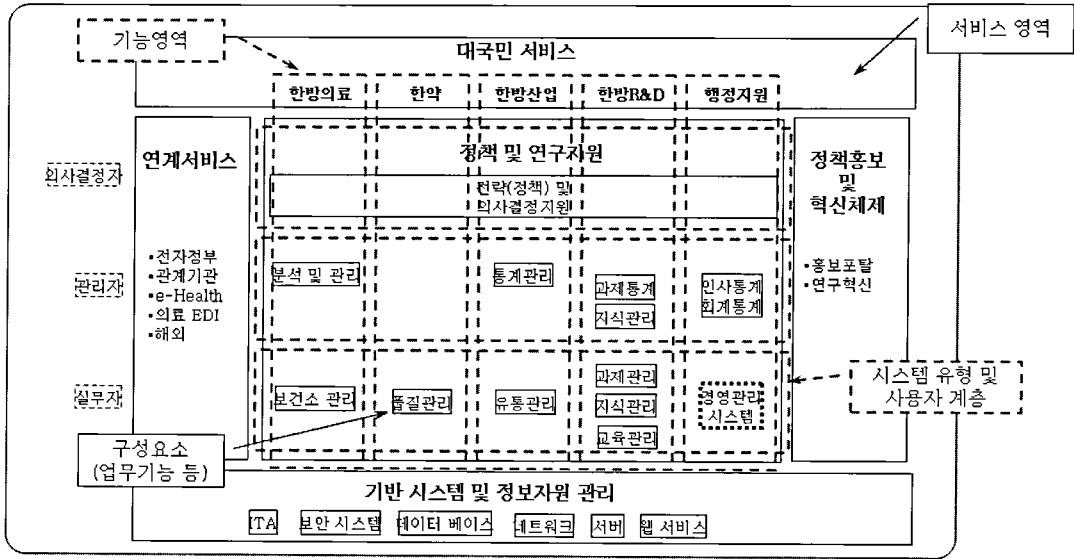 기능영역
서비스 영역
대국민 서비스
한방의료
한약
한방산업
한방R&D
행정지원
연계서비스
•전자정부
•관계기관
•e-Health
•의료 EDI
•해외
의사결정자
관리자
실무자
정책 및 연구지원
전략(정책) 및
의사결정지원
분석 및 관리
통계관리
과제통계
지식관리
인사통계
회계통계
보건소 관리
품질관리
유통관리
과제관리
지식관리
교육관리
경영관리
시스템
정책홍보
및
혁신체제
•홍보포탈
•연구혁신
시스템 유형 및
사용자 계층
구성요소
(업무기능 등)
기반 시스템 및 정보자원 관리
ITA
보안 시스템
데이터 베이스
네트워크
서버
웹 서비스